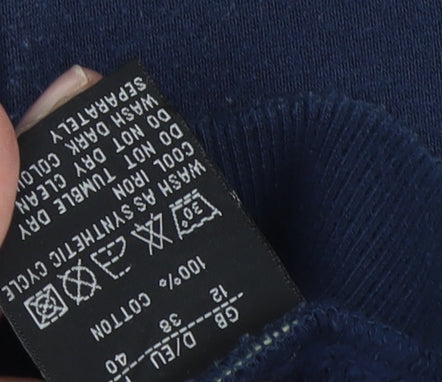 GB D/EU
12 38 40
100% COTTON
30°
WASH AS SYNTHETIC CYCLE
COOL IRON
DO NOT TUMBLE DRY
DO NOT DRY CLEAN
WASH DARK COLOU
SEPARATELY